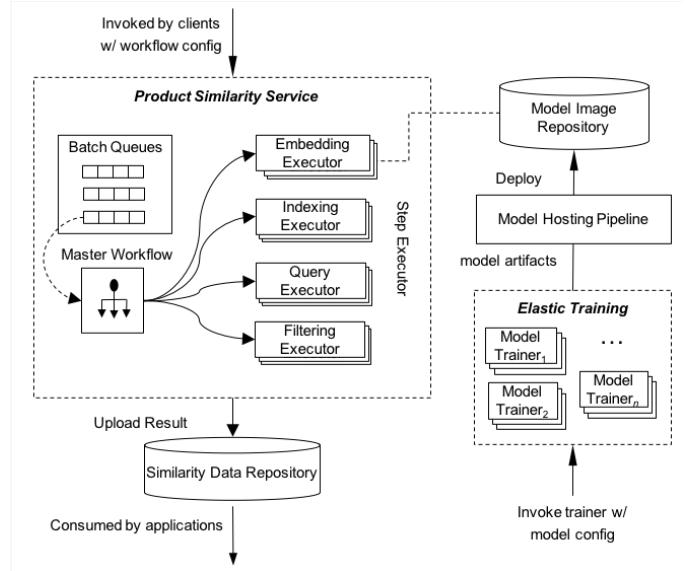 Invoked by clients
w/ workflow config
Product Similarity Service
Batch Queues
Master Workflow
Embedding
Executor
Indexing
Executor
Query
Executor
Filtering
Executor
Step Executor
Upload Result
Similarity Data Repository
Consumed by applications
Model Image
Repository
Deploy
Model Hosting Pipeline
model artifacts
Elastic Training
Model
Trainer1
...
Model
Trainer2
Model
Trainern
Invoke trainer w/
model config